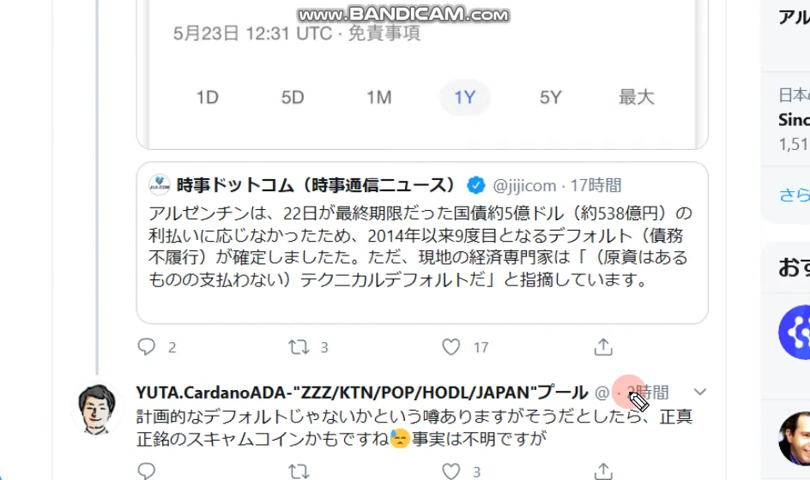 www.BANDICAM.com
5月23日 12:31 UTC · 免責事項
1D 5D 1M 1Y 5Y 最大
時事ドットコム（時事通信ニュース） @jijicom · 17時間
アルゼンチンは、22日が最終期限だった国債約5億ドル（約538億円）の
利払いに応じなかったため、2014年以来9度目となるデフォルト（債務
不履行）が確定しましたた。ただ、現地の経済専門家は「（原資はある
ものの支払わない）テクニカルデフォルトだ」と指摘しています。
2 3 17
YUTA.CardanoADA-"ZZZ/KTN/POP/HODL/JAPAN"プール @ · 2時間
計画的なデフォルトじゃないかという噂ありますがそうだとしたら、正真
正銘のスキャムコインかもですね😓事実は不明ですが
3
アル
日本の
Sinc
1,51
さら
おす